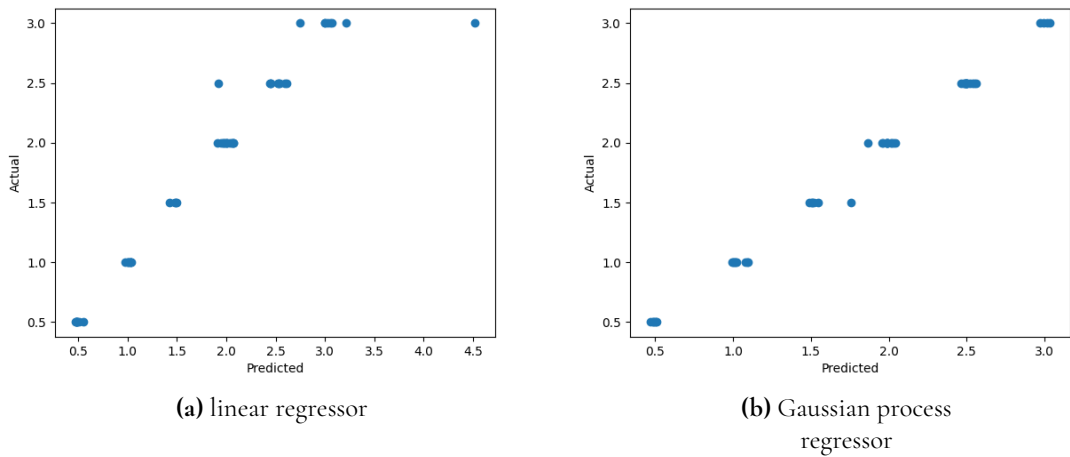 3.0
2.5
2.0
1.5
1.0
0.5
Actual
0.5 1.0 1.5 2.0 2.5 3.0 3.5 4.0 4.5
Predicted
(a) linear regressor
3.0
2.5
2.0
1.5
1.0
0.5
Actual
0.5 1.0 1.5 2.0 2.5 3.0
Predicted
(b) Gaussian process
regressor